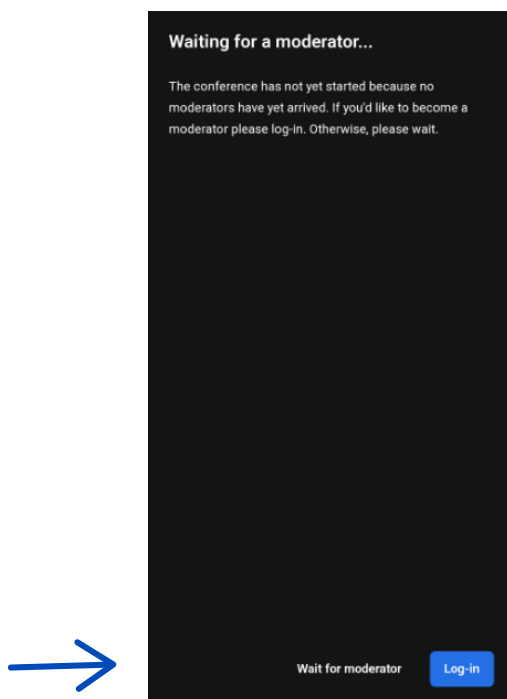 Waiting for a moderator...
The conference has not yet started because no
moderators have yet arrived. If you'd like to become a
moderator please log-in. Otherwise, please wait.
Wait for moderator
Log-in